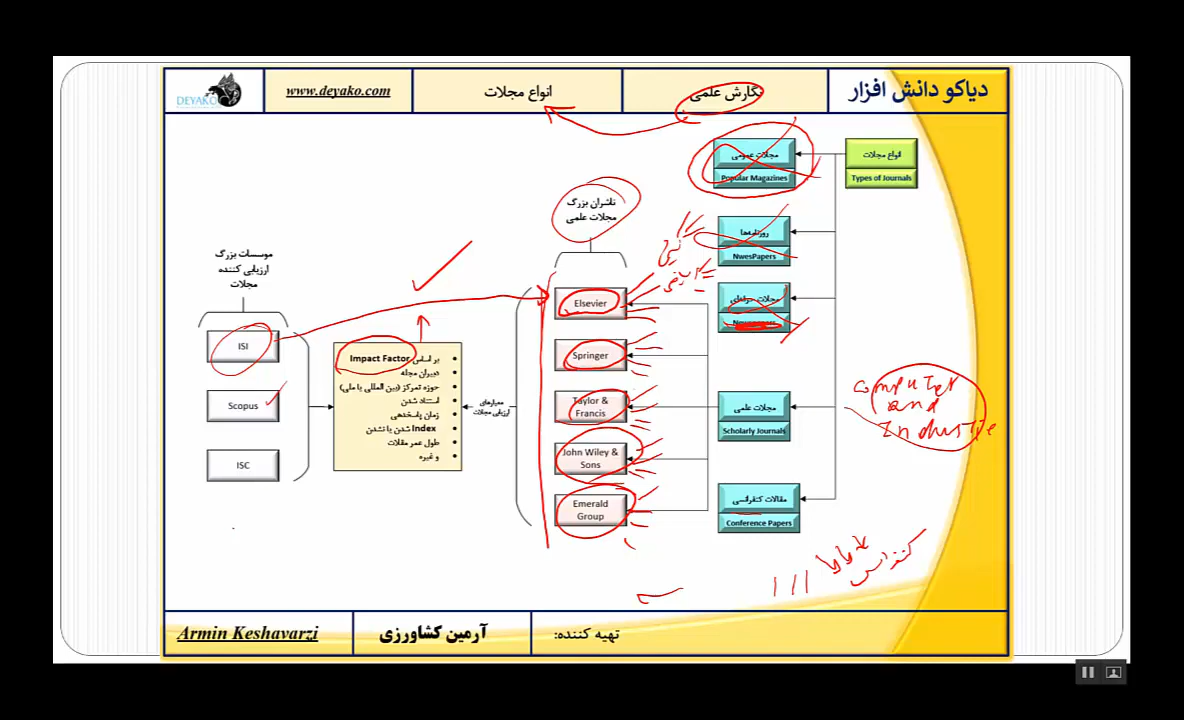 دیاکو دانش افزار
نگارش علمی
انواع مجلات
www.deyako.com
DEYAKO
انواع مجلات
Types of Journals
مجلات عمومی
Popular Magazines
روزنامه‌ها
NwesPapers
مجلات حرفه‌ای
مجلات علمی
Scholarly Journals
مقالات کنفرانسی
Conference Papers
computer
and
Industrie
کنفرانس
ناشران بزرگ
مجلات علمی
Elsevier
Springer
Taylor &
Francis
John Wiley &
Sons
Emerald
Group
معیارهای
ارزیابی مجلات
بر اساس Impact Factor
دبیران مجله
حوزه تمرکز (بین المللی یا ملی)
استناد شدن
زمان پاسخدهی
Index شدن یا نشدن
طول عمر مقالات
و غیره
موسسات بزرگ
ارزیابی کننده
مجلات
ISI
Scopus
ISC
تهیه کننده:
آرمین کشاورزی
Armin Keshavarzi